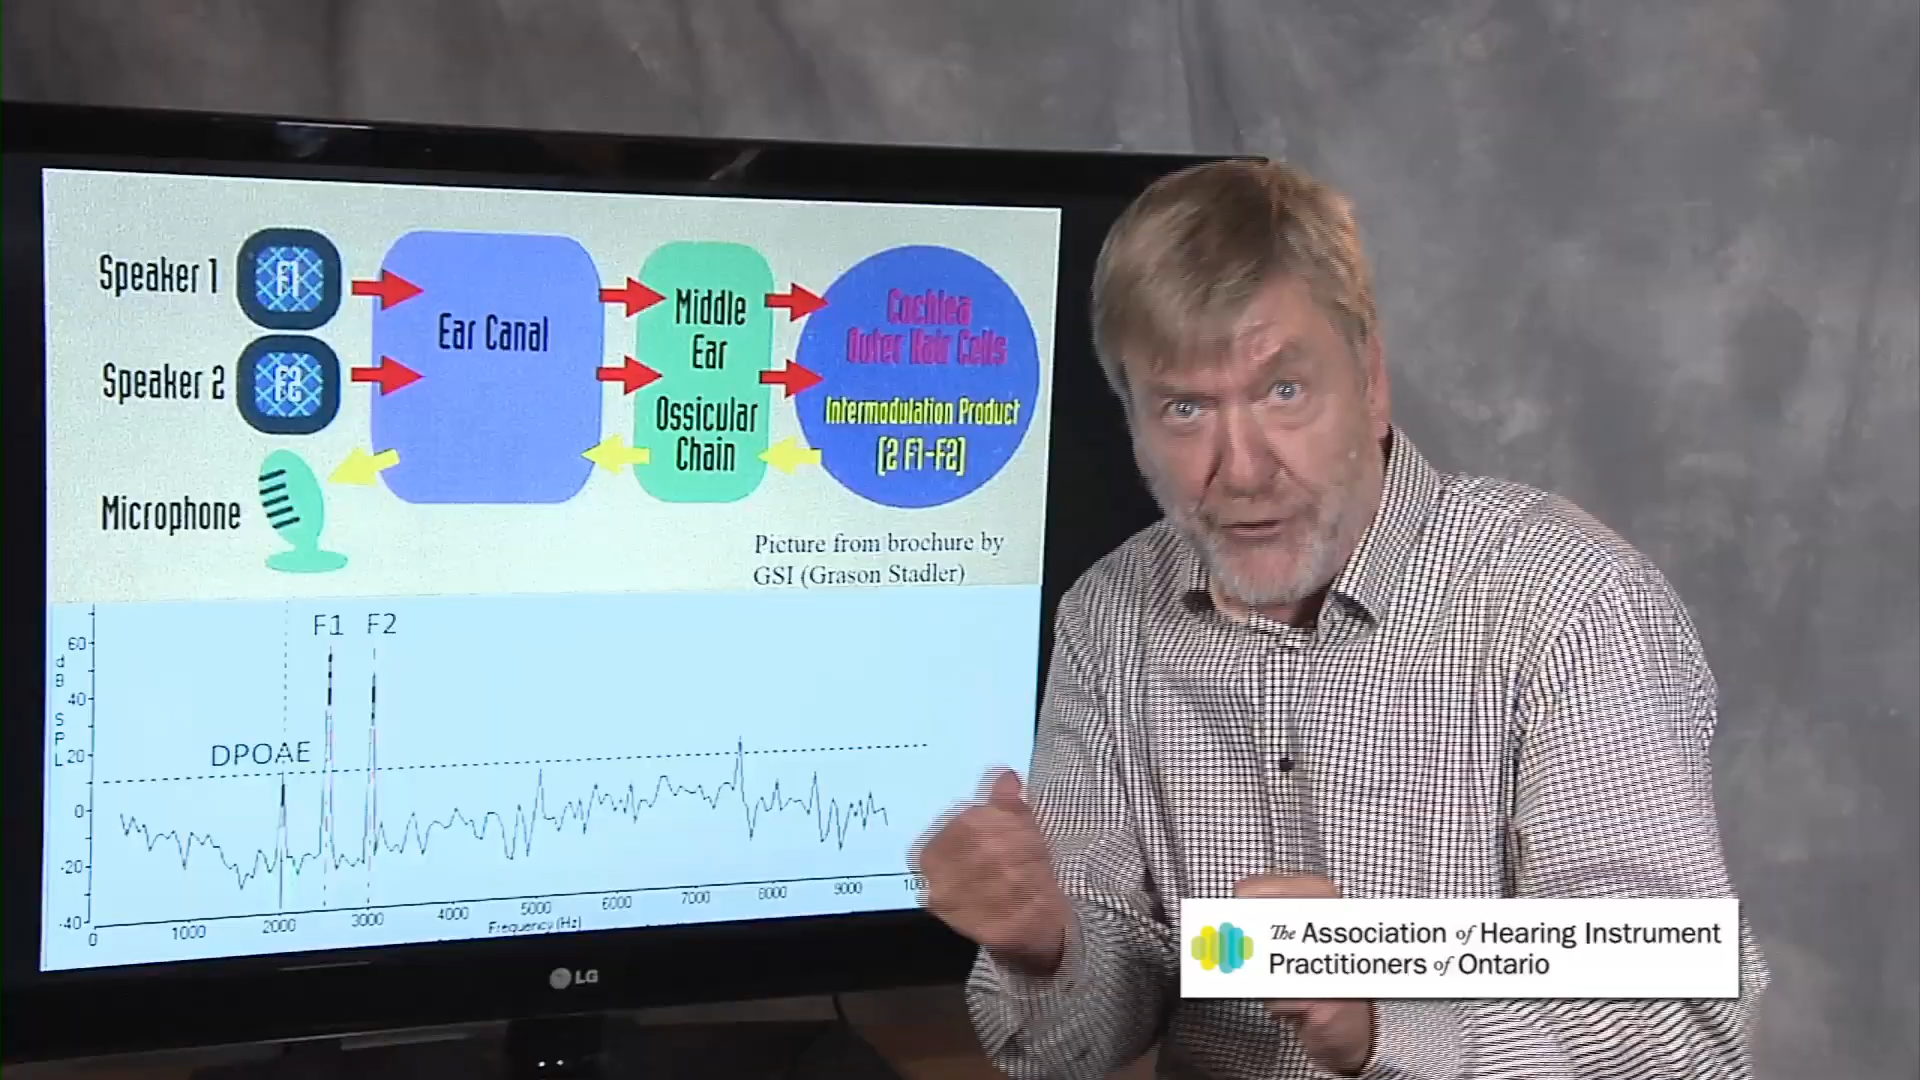 Speaker 1
F1
Speaker 2
F2
Microphone
Ear Canal
Middle
Ear
Ossicular
Chain
Cochlea
Outer Hair Cells
Intermodulation Product
(2 F1-F2)
Picture from brochure by
GSI (Grason Stadler)
F1 F2
DPOAE
dB SPL
60
40
20
0
-20
-40
0 1000 2000 3000 4000 5000 6000 7000 8000 9000
Frequency (Hz)
LG
The Association of Hearing Instrument
Practitioners of Ontario